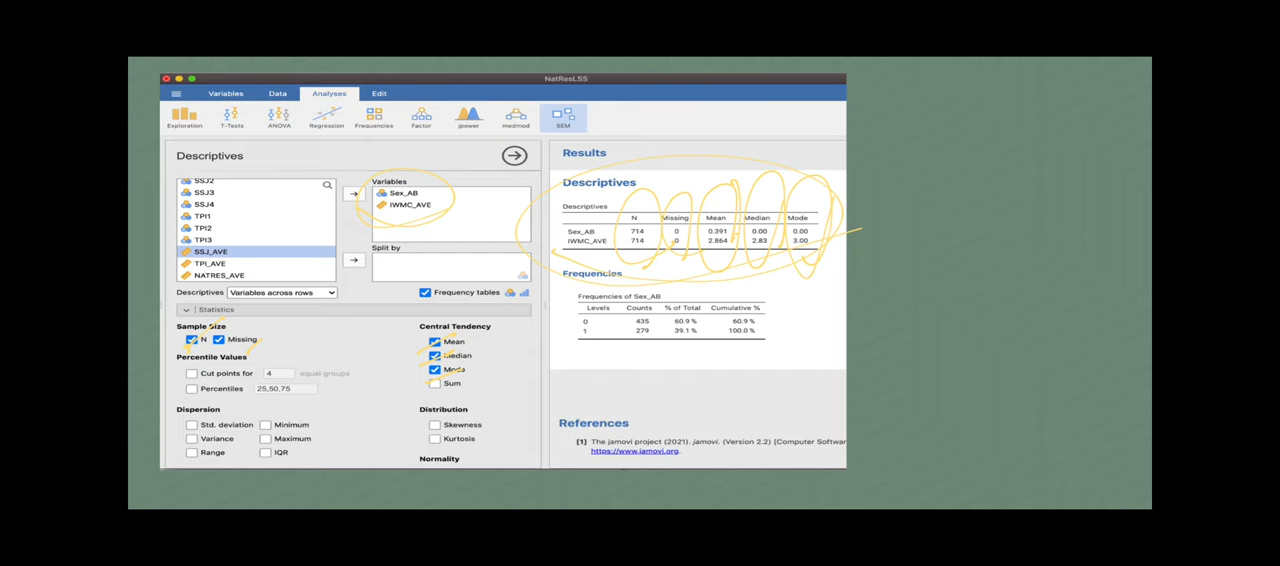 NatResLSS
Variables Data Analyses Edit
Exploration T-Tests ANOVA Regression Frequencies Factor jpower medmod SEM
Descriptives
SSJ2
SSJ3
SSJ4
TPI1
TPI2
TPI3
SSJ_AVE
TPI_AVE
NATRES_AVE
Variables
Sex_AB
IWMC_AVE
Split by
Descriptives Variables across rows Frequency tables
Statistics
Sample Size
N Missing
Percentile Values
Cut points for 4 equal groups
Percentiles 25,50,75
Dispersion
Std. deviation Minimum
Variance Maximum
Range IQR
Central Tendency
Mean
Median
Mode
Sum
Distribution
Skewness
Kurtosis
Normality
Results
Descriptives
Descriptives
N Missing Mean Median Mode
Sex_AB 714 0 0.391 0.00 0.00
IWMC_AVE 714 0 2.864 2.83 3.00
Frequencies
Frequencies of Sex_AB
Levels Counts % of Total Cumulative %
0 435 60.9 % 60.9 %
1 279 39.1 % 100.0 %
References
[1] The jamovi project (2021). jamovi. (Version 2.2) [Computer Softwar
https://www.jamovi.org.